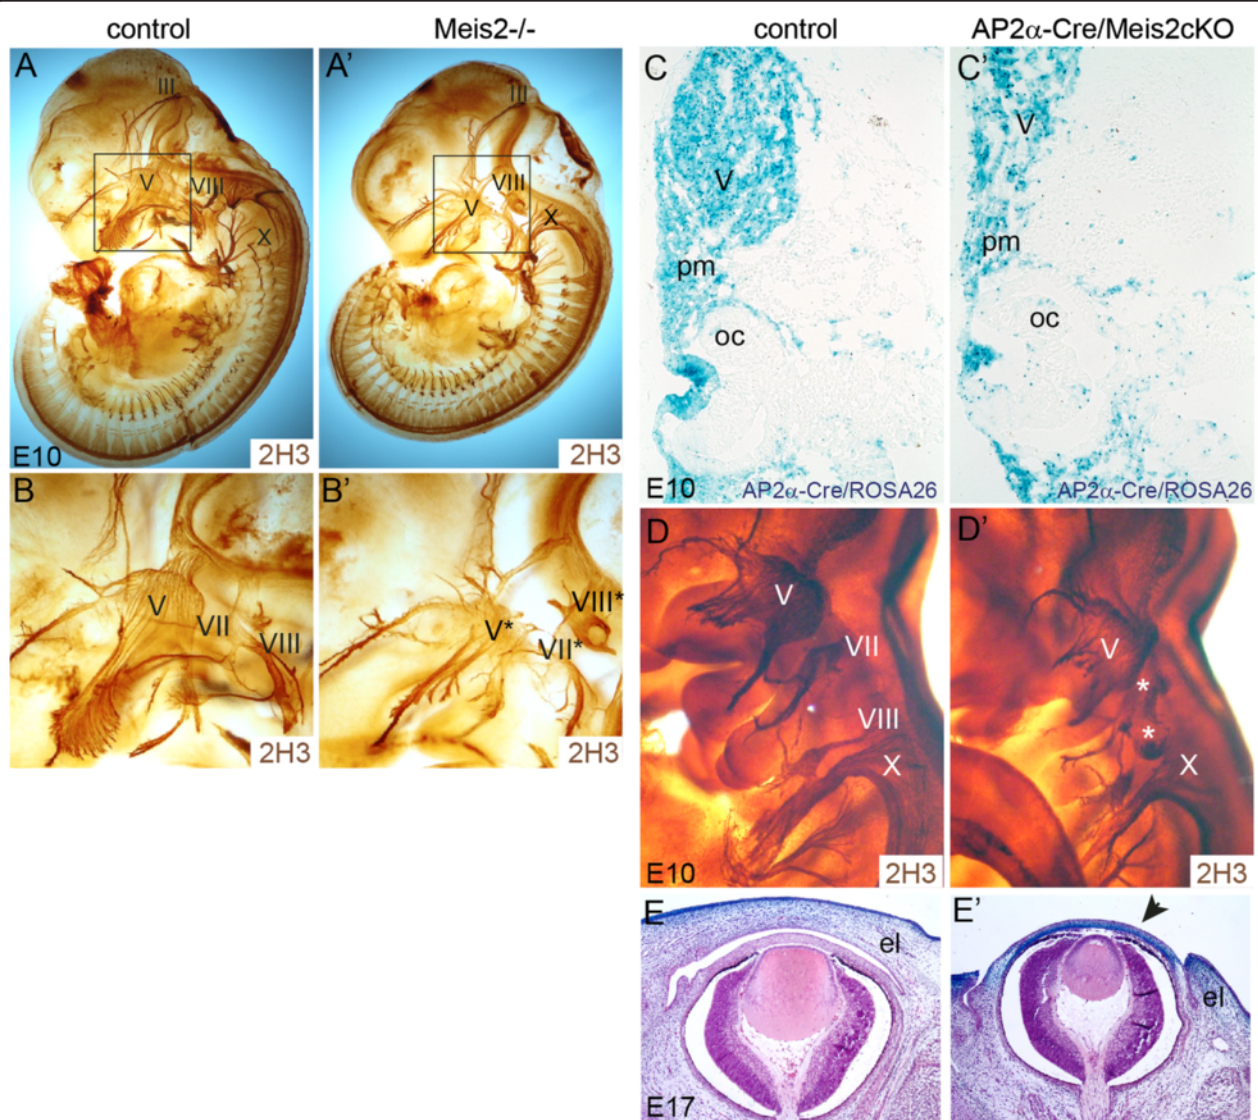 control
Meis2-/-
control
AP2α-Cre/Meis2cKO
A
III
V
VIII
X
E10
2H3
A'
III
VIII
V
X
2H3
C
V
pm
oc
E10
AP2α-Cre/ROSA26
C'
V
pm
oc
AP2α-Cre/ROSA26
B
V
VII
VIII
2H3
B'
VIII*
V*
VII*
2H3
D
V
VII
VIII
X
E10
2H3
D'
V
*
*
X
2H3
E
el
E17
E'
el